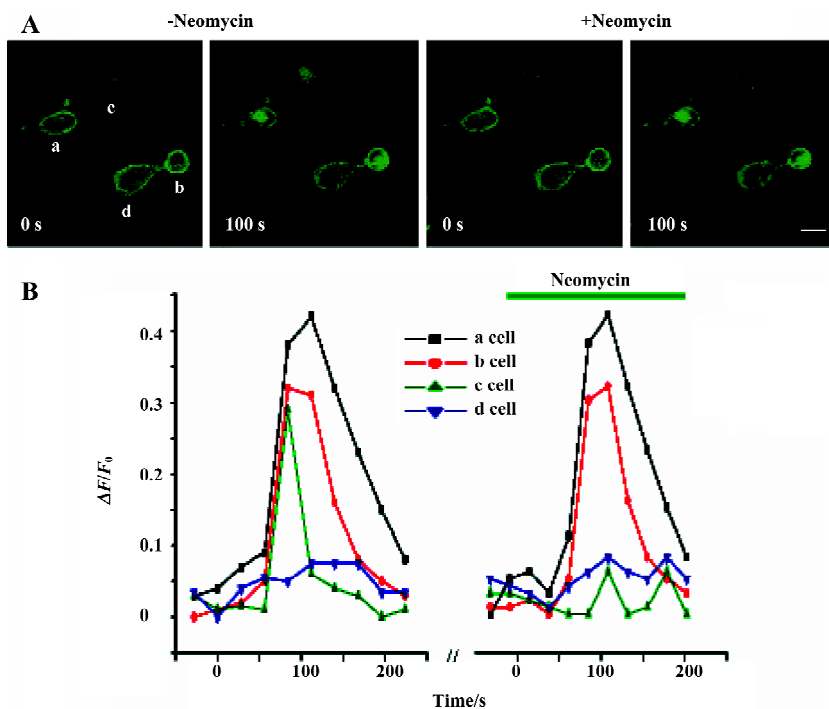 A
-Neomycin
+Neomycin
a
c
b
d
0 s
100 s
0 s
100 s
B
Neomycin
a cell
b cell
c cell
d cell
ΔF/F₀
0.4
0.3
0.2
0.1
0
0
100
200
//
0
100
200
Time/s